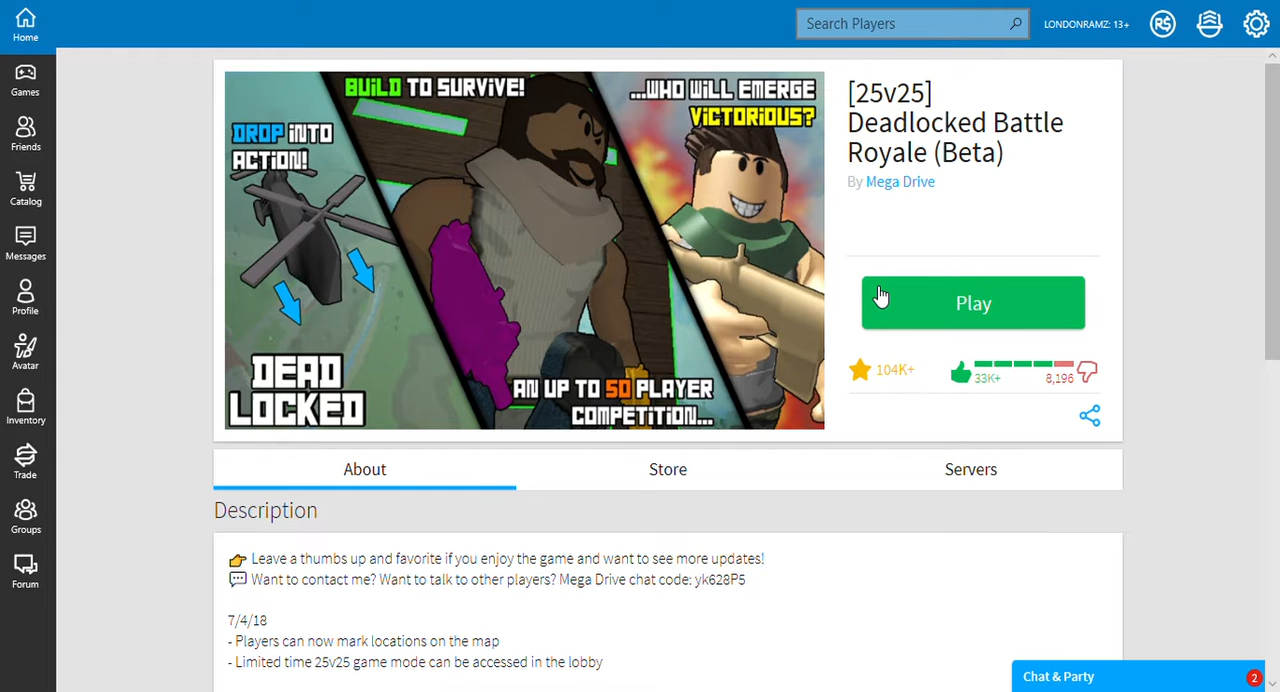 Home
Search Players
LONDONRAMZ: 13+
R$
Games
Friends
Catalog
Messages
Profile
Avatar
Inventory
Trade
Groups
Forum
DROP INTO
ACTION!
BUILD TO SURVIVE!
...WHO WILL EMERGE
VICTORIOUS?
DEAD
LOCKED
AN UP TO 50 PLAYER
COMPETITION...
[25v25]
Deadlocked Battle
Royale (Beta)
By Mega Drive
Play
104K+
33K+
8,196
About
Store
Servers
Description
👉 Leave a thumbs up and favorite if you enjoy the game and want to see more updates!
💬 Want to contact me? Want to talk to other players? Mega Drive chat code: yk628P5
7/4/18
- Players can now mark locations on the map
- Limited time 25v25 game mode can be accessed in the lobby
Chat & Party
2